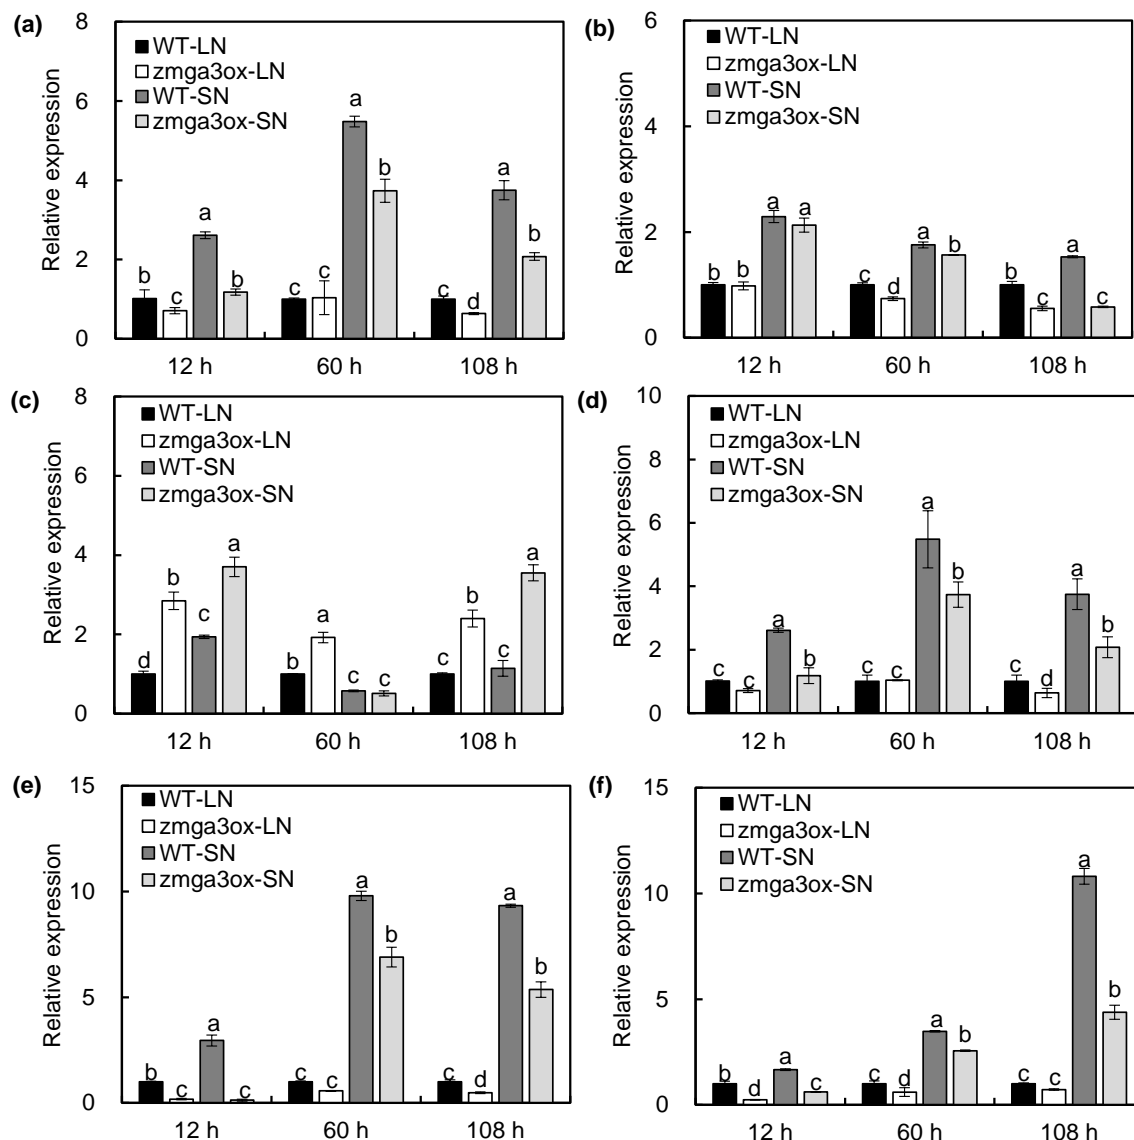 (a)
Relative expression
8
6
4
2
0
WT-LN
zmga3ox-LN
WT-SN
zmga3ox-SN
b c a b
c c a b
c d a b
12 h 60 h 108 h
(b)
Relative expression
6
4
2
0
WT-LN
zmga3ox-LN
WT-SN
zmga3ox-SN
b b a a
c d a b
b c a c
12 h 60 h 108 h
(c)
Relative expression
8
6
4
2
0
WT-LN
zmga3ox-LN
WT-SN
zmga3ox-SN
d b c a
b a c c
c b c a
12 h 60 h 108 h
(d)
Relative expression
10
8
6
4
2
0
WT-LN
zmga3ox-LN
WT-SN
zmga3ox-SN
c c a b
c c a b
c c a b
12 h 60 h 108 h
(e)
Relative expression
15
10
5
0
WT-LN
zmga3ox-LN
WT-SN
zmga3ox-SN
b c a c
c c a b
c d a b
12 h 60 h 108 h
(f)
Relative expression
15
10
5
0
WT-LN
zmga3ox-LN
WT-SN
zmga3ox-SN
b d a c
c d a b
c c a b
12 h 60 h 108 h